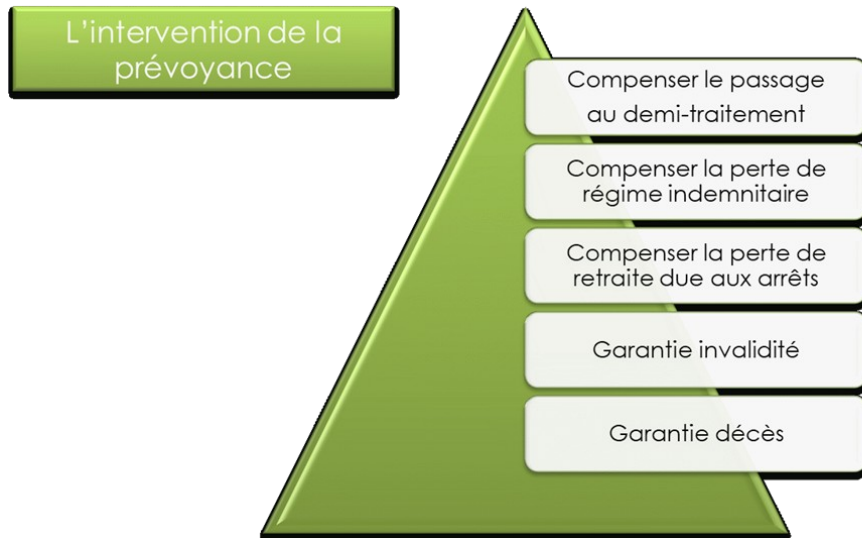 L'intervention de la
prévoyance
Compenser le passage
au demi-traitement
Compenser la perte de
régime indemnitaire
Compenser la perte de
retraite due aux arrêts
Garantie invalidité
Garantie décès